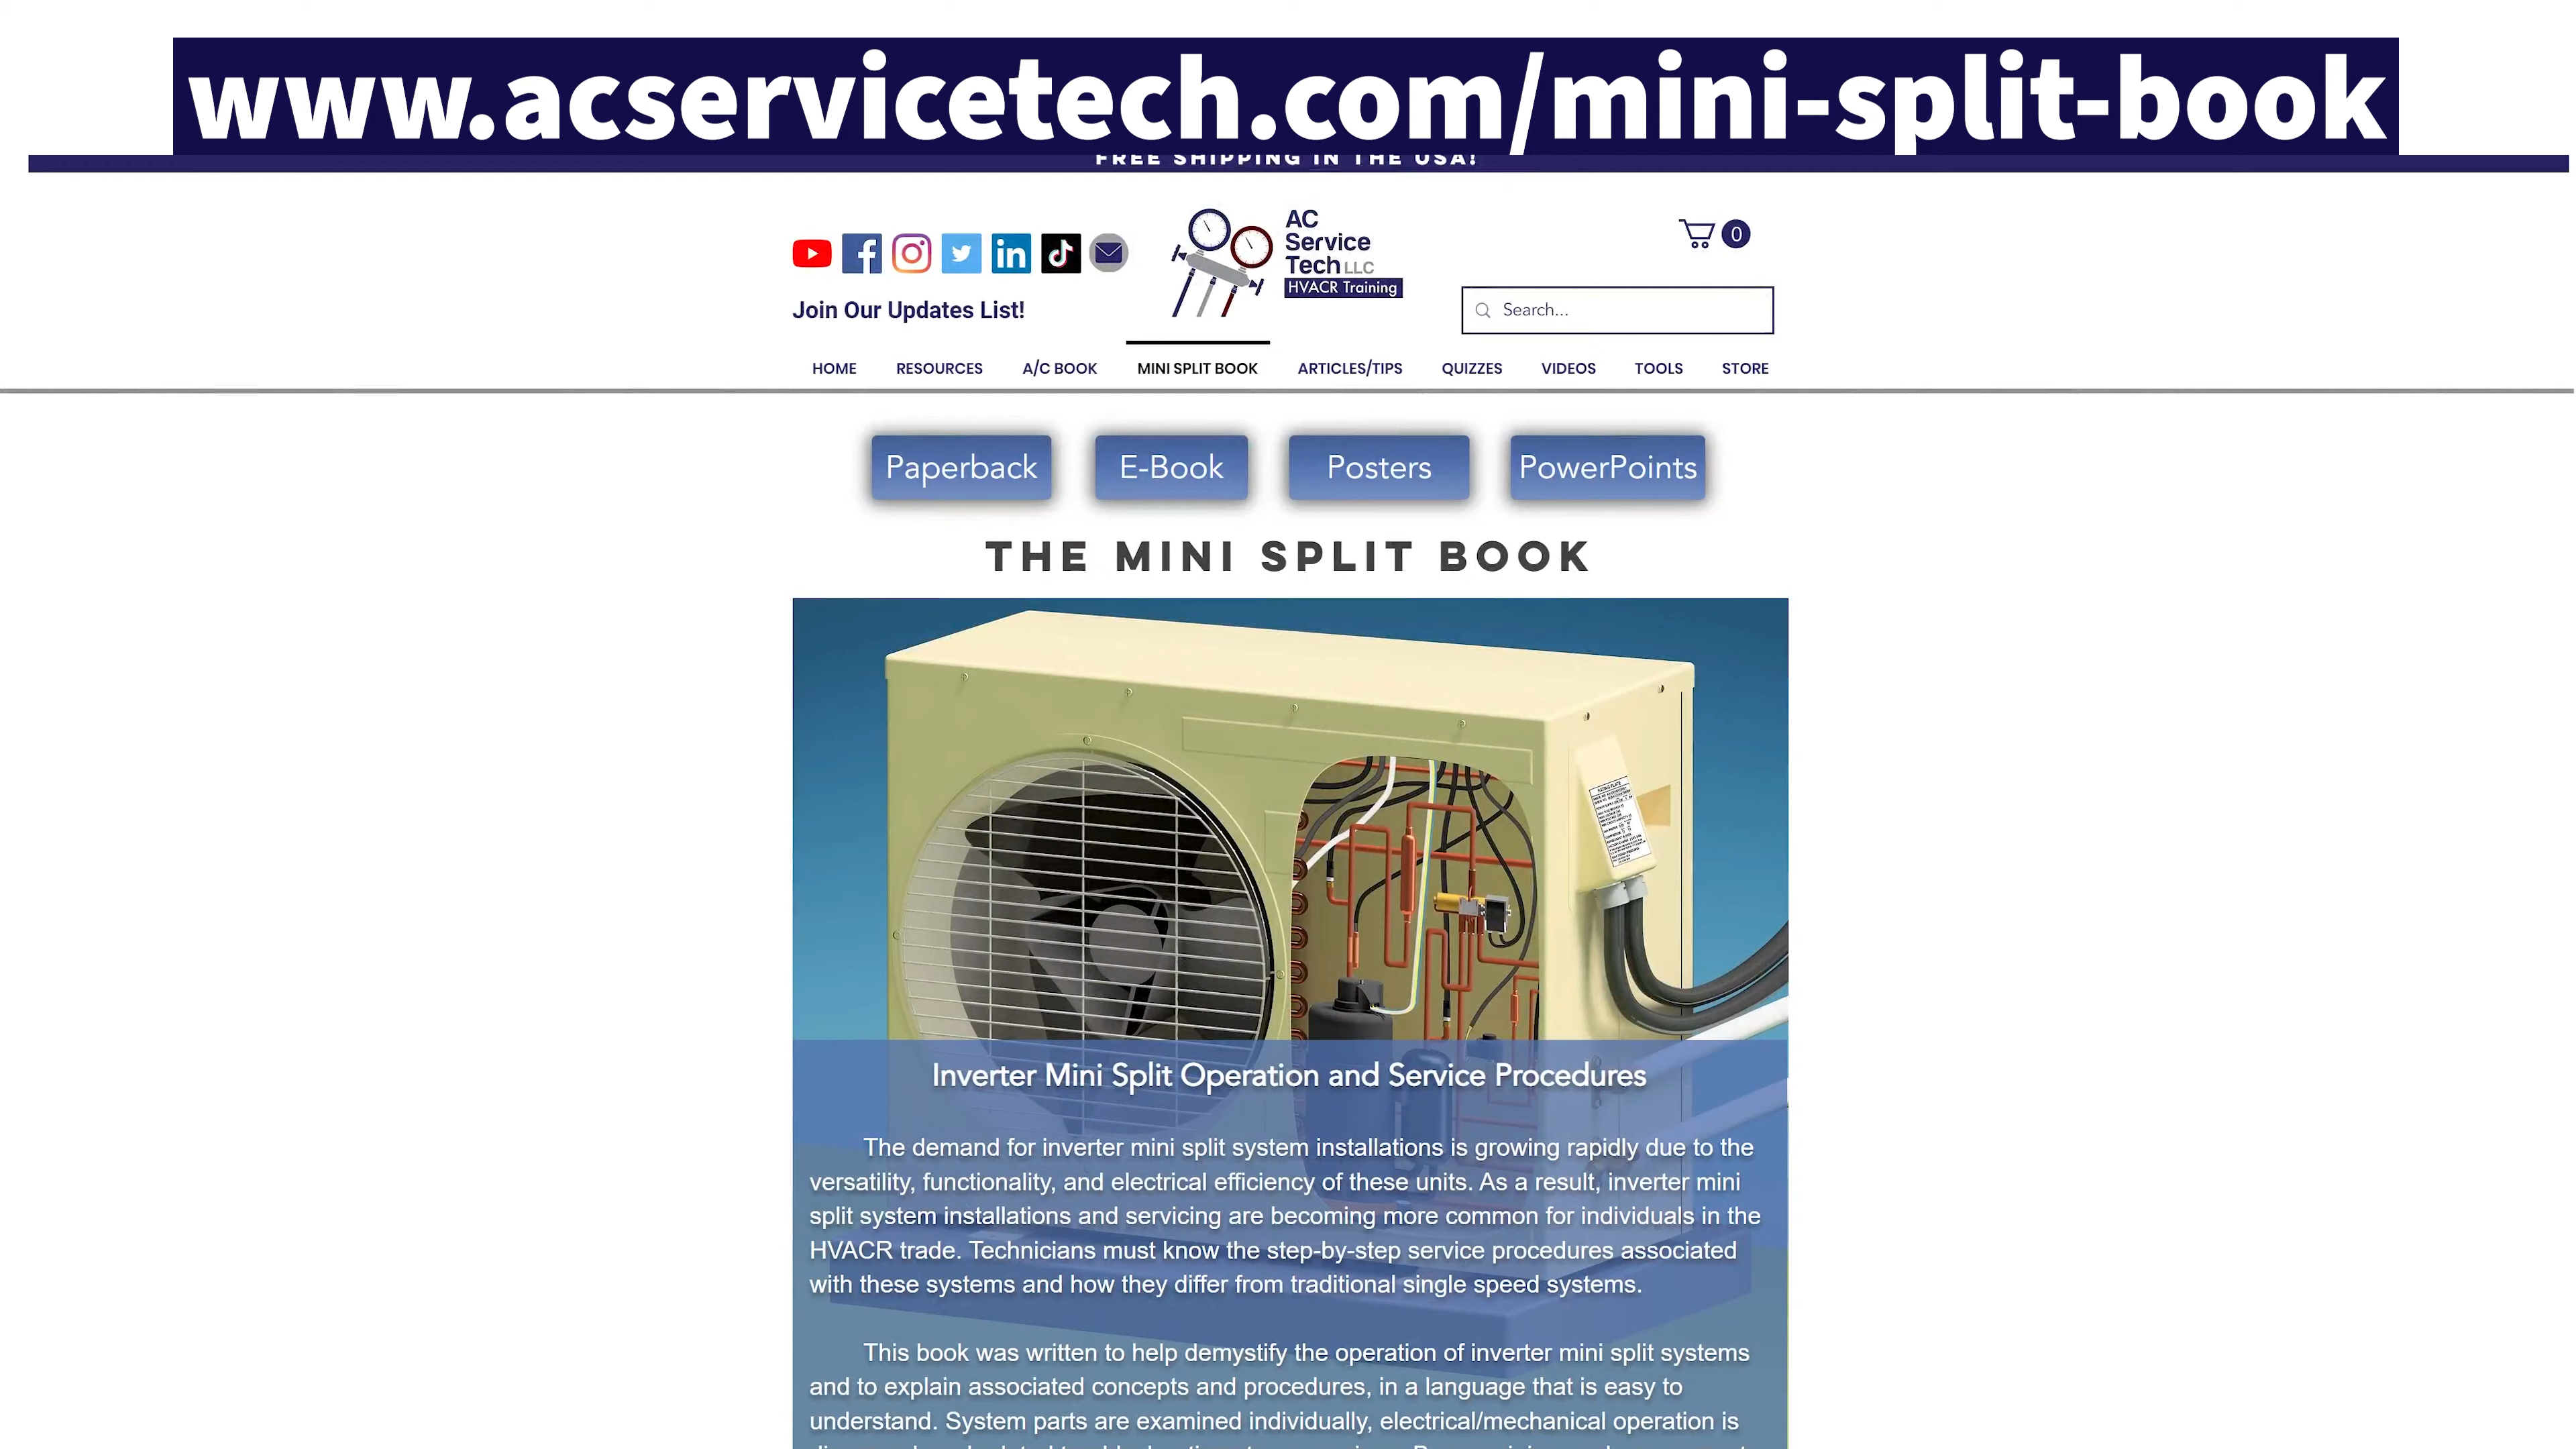 www.acservicetech.com/mini-split-book
FREE SHIPPING IN THE USA!
AC
Service
Tech LLC
HVACR Training
0
Join Our Updates List!
Search...
HOME RESOURCES A/C BOOK MINI SPLIT BOOK ARTICLES/TIPS QUIZZES VIDEOS TOOLS STORE
Paperback E-Book Posters PowerPoints
THE MINI SPLIT BOOK
Inverter Mini Split Operation and Service Procedures
The demand for inverter mini split system installations is growing rapidly due to the
versatility, functionality, and electrical efficiency of these units. As a result, inverter mini
split system installations and servicing are becoming more common for individuals in the
HVACR trade. Technicians must know the step-by-step service procedures associated
with these systems and how they differ from traditional single speed systems.
This book was written to help demystify the operation of inverter mini split systems
and to explain associated concepts and procedures, in a language that is easy to
understand. System parts are examined individually, electrical/mechanical operation is